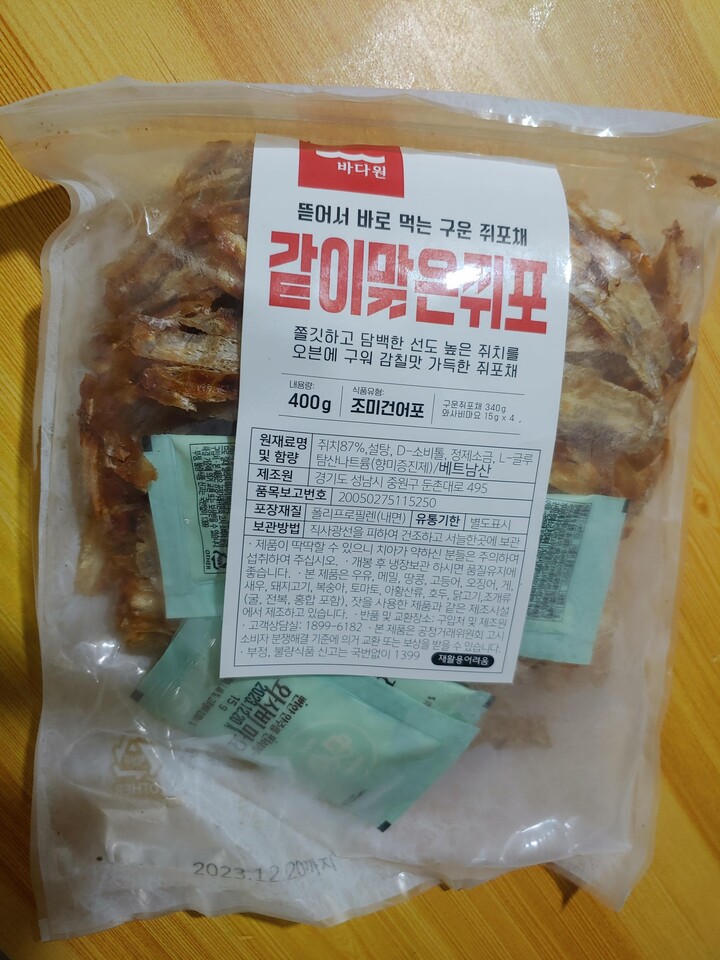 바다원
뜯어서 바로 먹는 구운 쥐포채
같이맞은쥐포
쫄깃하고 담백한 선도 높은 쥐치를
오븐에 구워 감칠맛 가득한 쥐포채
내용량:
400g
식품유형:
조미건어포
구운쥐포채 340g
와사비마요 15g x 4
원재료명 및 함량
쥐치87%,설탕, D-소비톨, 정제소금, L-글루
탐산나트륨(향미증진제)/베트남산
제조원 경기도 성남시 중원구 둔촌대로 495
품목보고번호 20050275115250
포장재질 폴리프로필렌(내면) 유통기한 별도표시
보관방법 직사광선을 피하여 건조하고 서늘한곳에 보관
· 제품이 딱딱할 수 있으니 치아가 약하신 분들은 주의하여
섭취하여 주십시오. · 개봉 후 냉장보관 하시면 품질유지에
좋습니다. · 본 제품은 우유, 메밀, 땅콩, 고등어, 오징어, 게,
새우, 돼지고기, 복숭아, 토마토, 아황산류, 호두, 닭고기,조개류
(굴, 전복, 홍합 포함), 잣을 사용한 제품과 같은 제조시설
에서 제조하고 있습니다. · 반품 및 교환장소: 구입처 및 제조원
· 고객상담실: 1899-6182 · 본 제품은 공정거래위원회 고시
소비자 분쟁해결 기준에 의거 교환 또는 보상을 받을 수 있습니다.
· 부정, 불량식품 신고는 국번없이 1399 재활용어려움
OTHER
와사비마요
2023.12.20
15 g
OTHER
2023.12.20까지